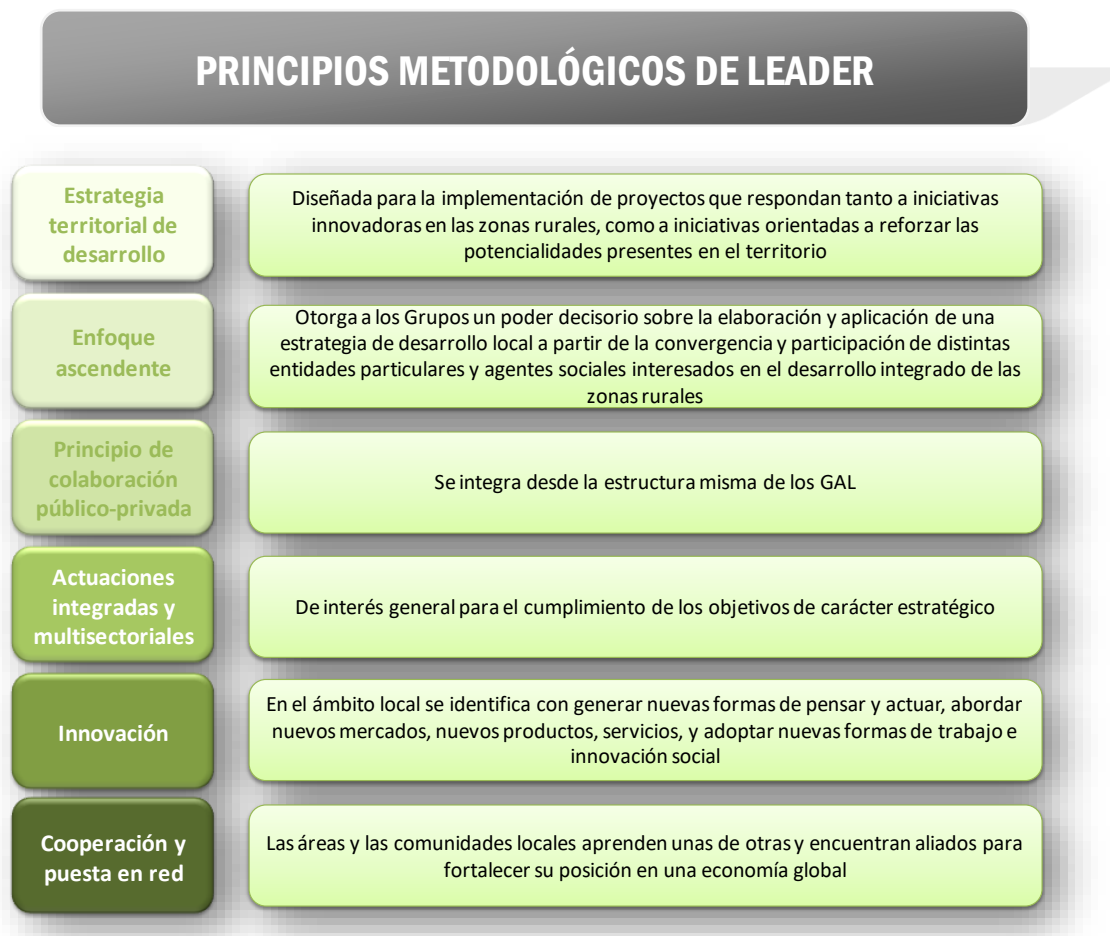 PRINCIPIOS METODOLÓGICOS DE LEADER
Estrategia
territorial de
desarrollo
Diseñada para la implementación de proyectos que respondan tanto a iniciativas
innovadoras en las zonas rurales, como a iniciativas orientadas a reforzar las
potencialidades presentes en el territorio
Enfoque
ascendente
Otorga a los Grupos un poder decisorio sobre la elaboración y aplicación de una
estrategia de desarrollo local a partir de la convergencia y participación de distintas
entidades particulares y agentes sociales interesados en el desarrollo integrado de las
zonas rurales
Principio de
colaboración
público-privada
Se integra desde la estructura misma de los GAL
Actuaciones
integradas y
multisectoriales
De interés general para el cumplimiento de los objetivos de carácter estratégico
Innovación
En el ámbito local se identifica con generar nuevas formas de pensar y actuar, abordar
nuevos mercados, nuevos productos, servicios, y adoptar nuevas formas de trabajo e
innovación social
Cooperación y
puesta en red
Las áreas y las comunidades locales aprenden unas de otras y encuentran aliados para
fortalecer su posición en una economía global